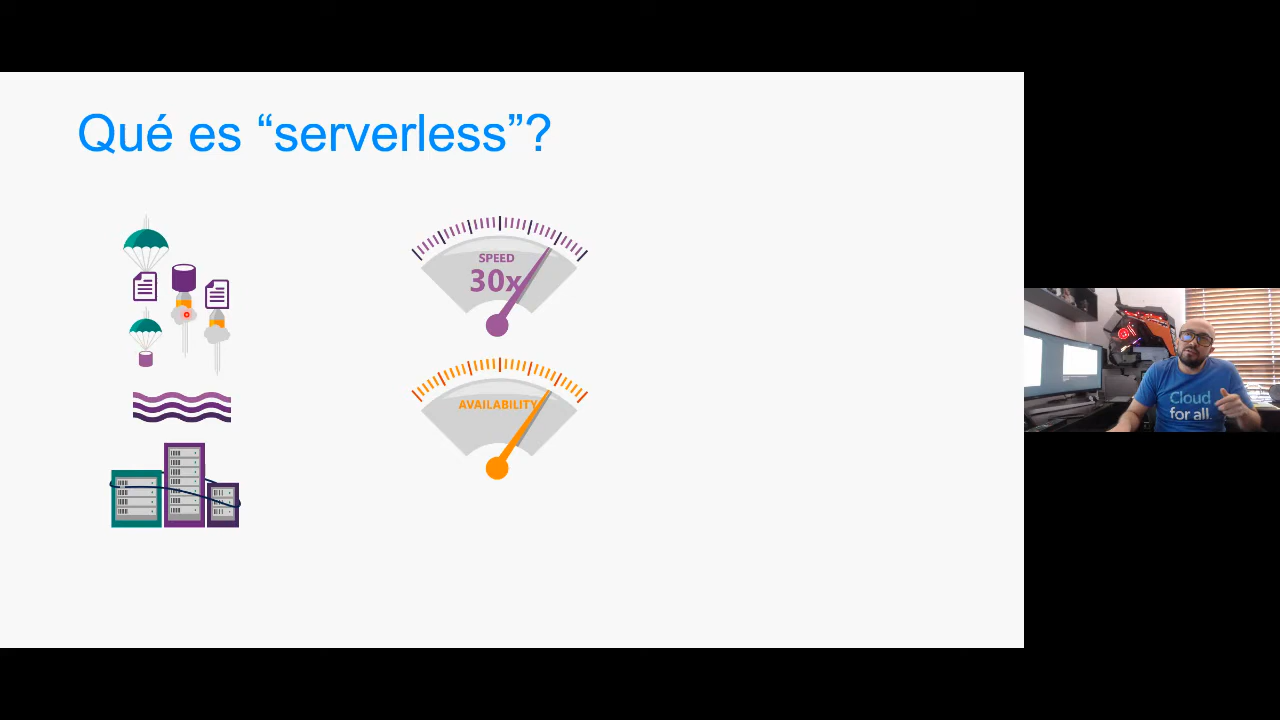 Qué es “serverless”?
SPEED
30x
AVAILABILITY
Cloud
for all.